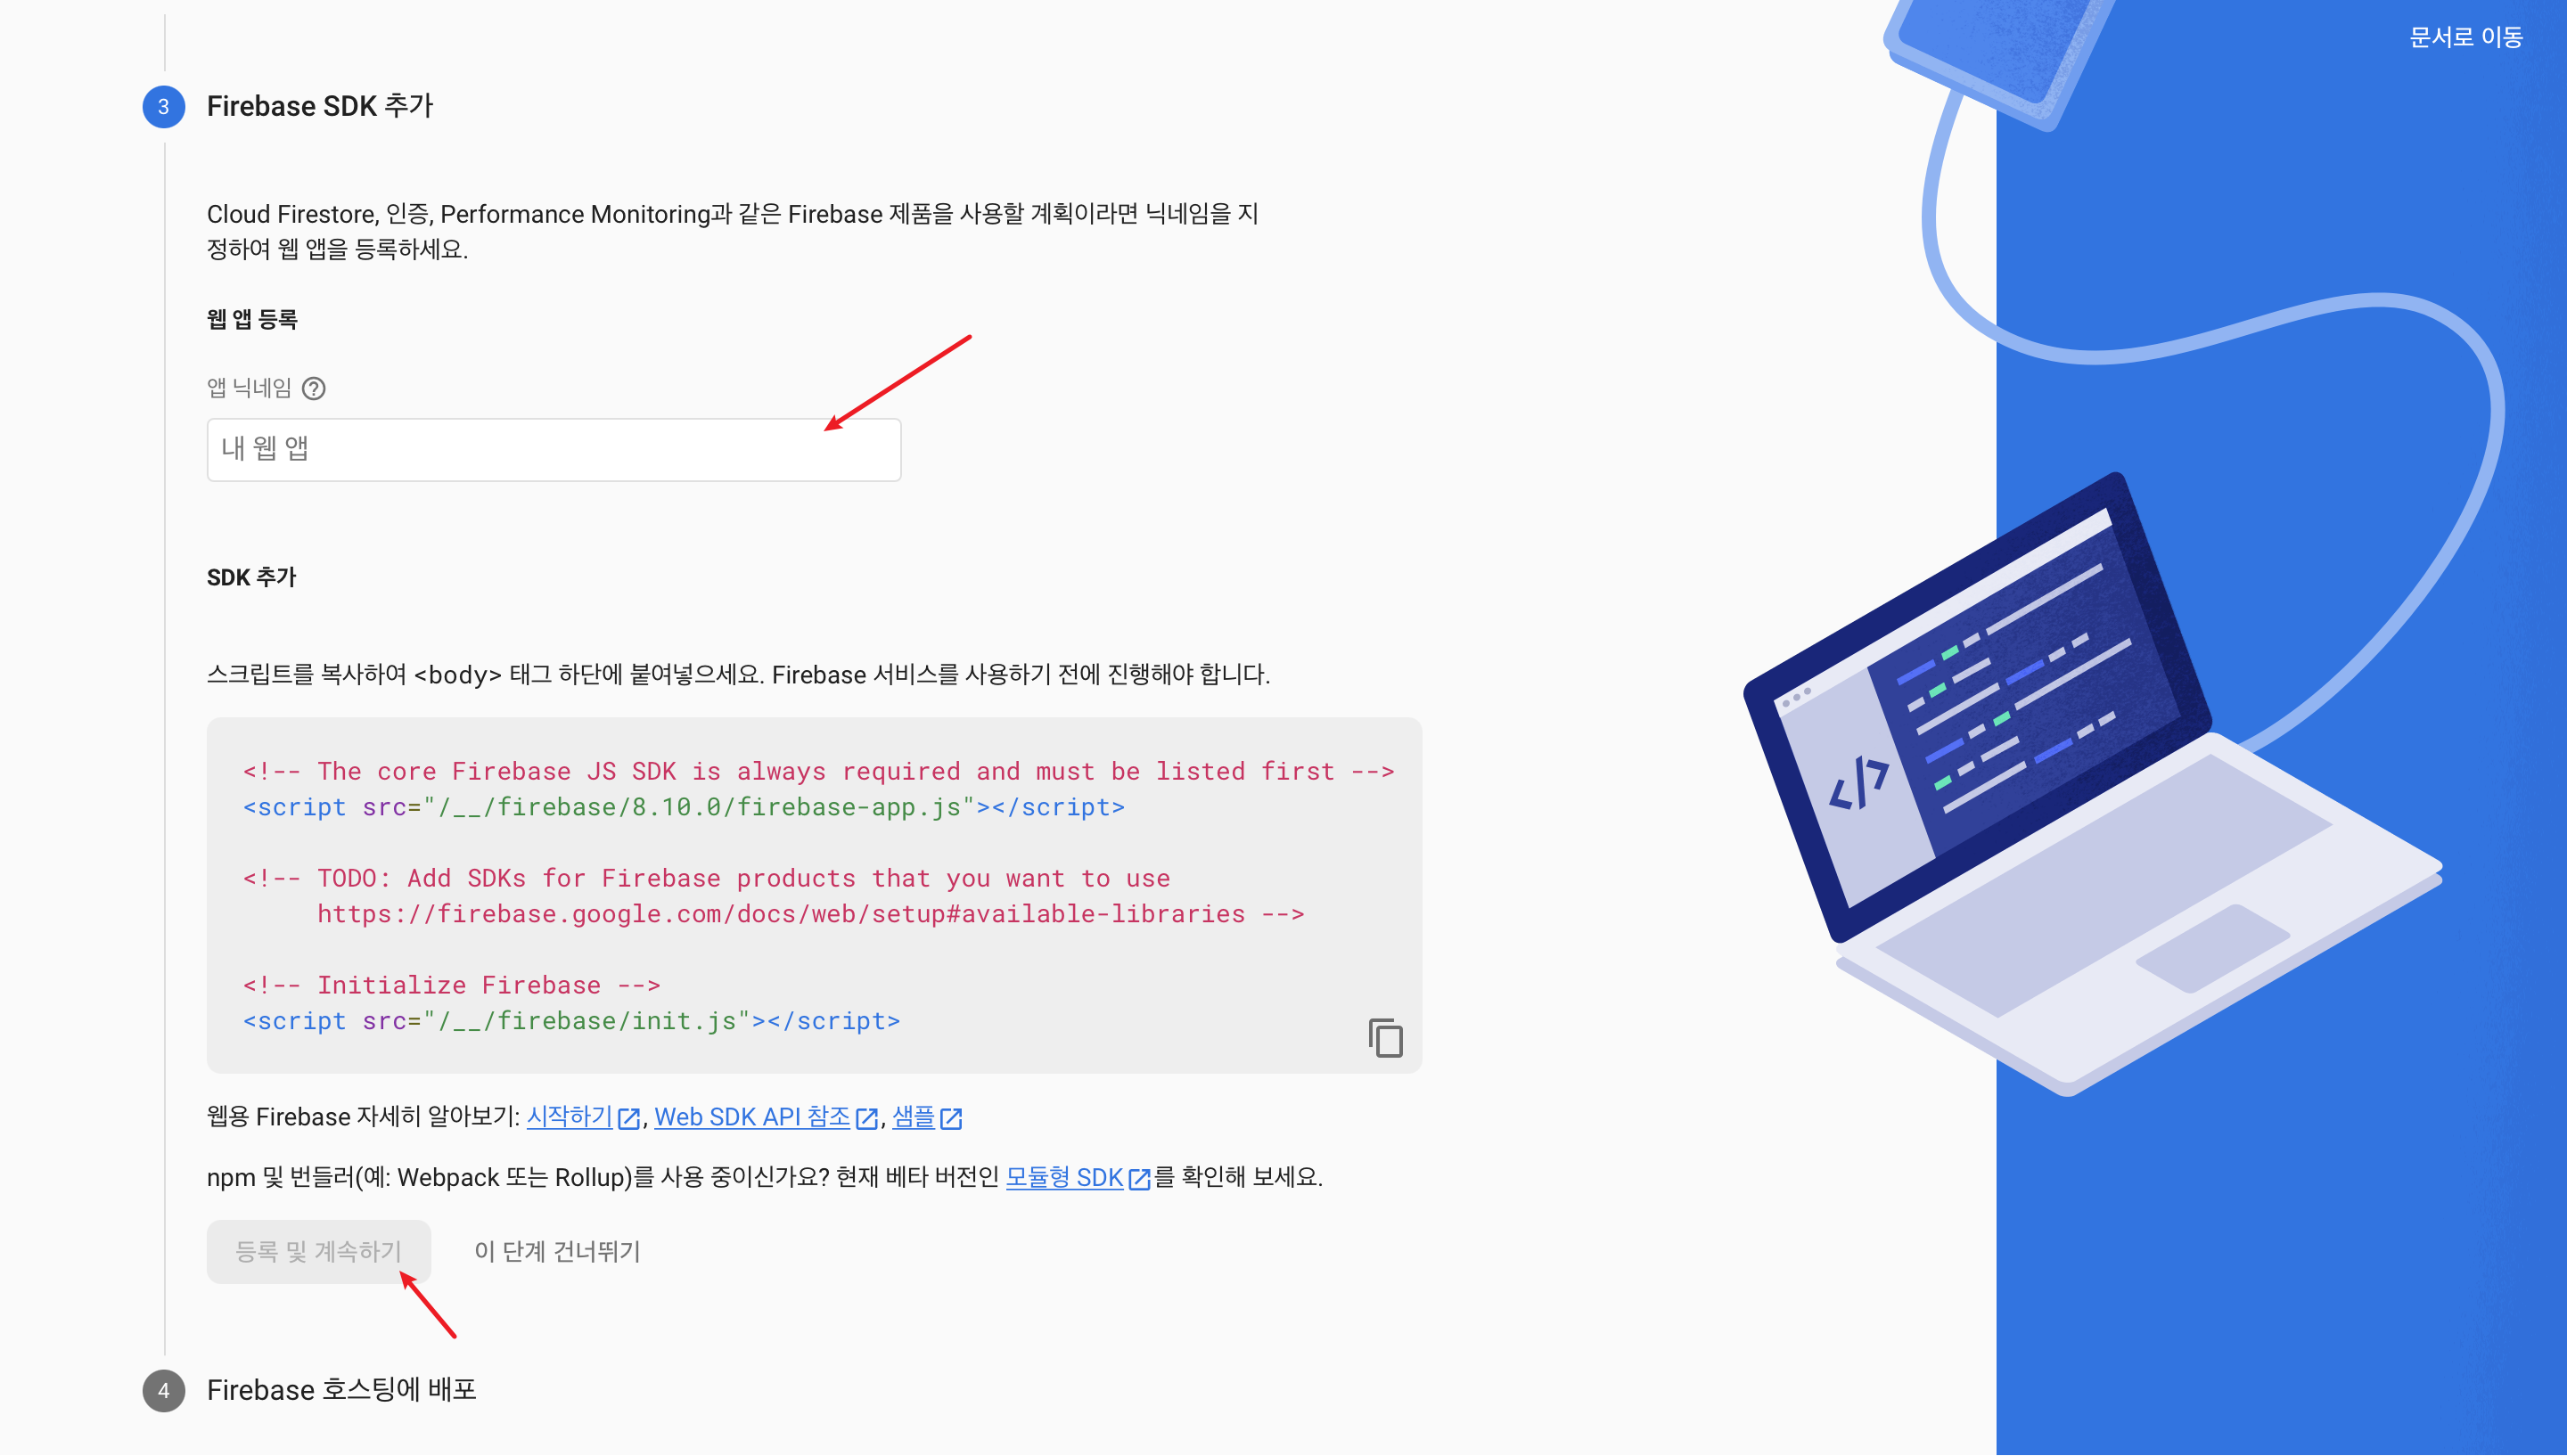 문서로 이동
3
Firebase SDK 추가
Cloud Firestore, 인증, Performance Monitoring과 같은 Firebase 제품을 사용할 계획이라면 닉네임을 지
정하여 웹 앱을 등록하세요.
웹 앱 등록
앱 닉네임 ?
내 웹 앱
SDK 추가
스크립트를 복사하여 <body> 태그 하단에 붙여넣으세요. Firebase 서비스를 사용하기 전에 진행해야 합니다.
<!-- The core Firebase JS SDK is always required and must be listed first -->
<script src="/__/firebase/8.10.0/firebase-app.js"></script>
<!-- TODO: Add SDKs for Firebase products that you want to use
https://firebase.google.com/docs/web/setup#available-libraries -->
<!-- Initialize Firebase -->
<script src="/__/firebase/init.js"></script>
웹용 Firebase 자세히 알아보기: 시작하기, Web SDK API 참조, 샘플
npm 및 번들러(예: Webpack 또는 Rollup)를 사용 중이신가요? 현재 베타 버전인 모듈형 SDK를 확인해 보세요.
등록 및 계속하기 이 단계 건너뛰기
4
Firebase 호스팅에 배포